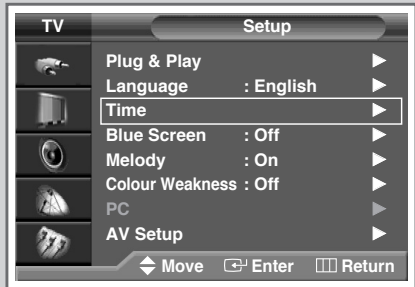 TV Setup
Plug & Play
Language : English
Time
Blue Screen : Off
Melody : On
Colour Weakness : Off
PC
AV Setup
Move Enter Return